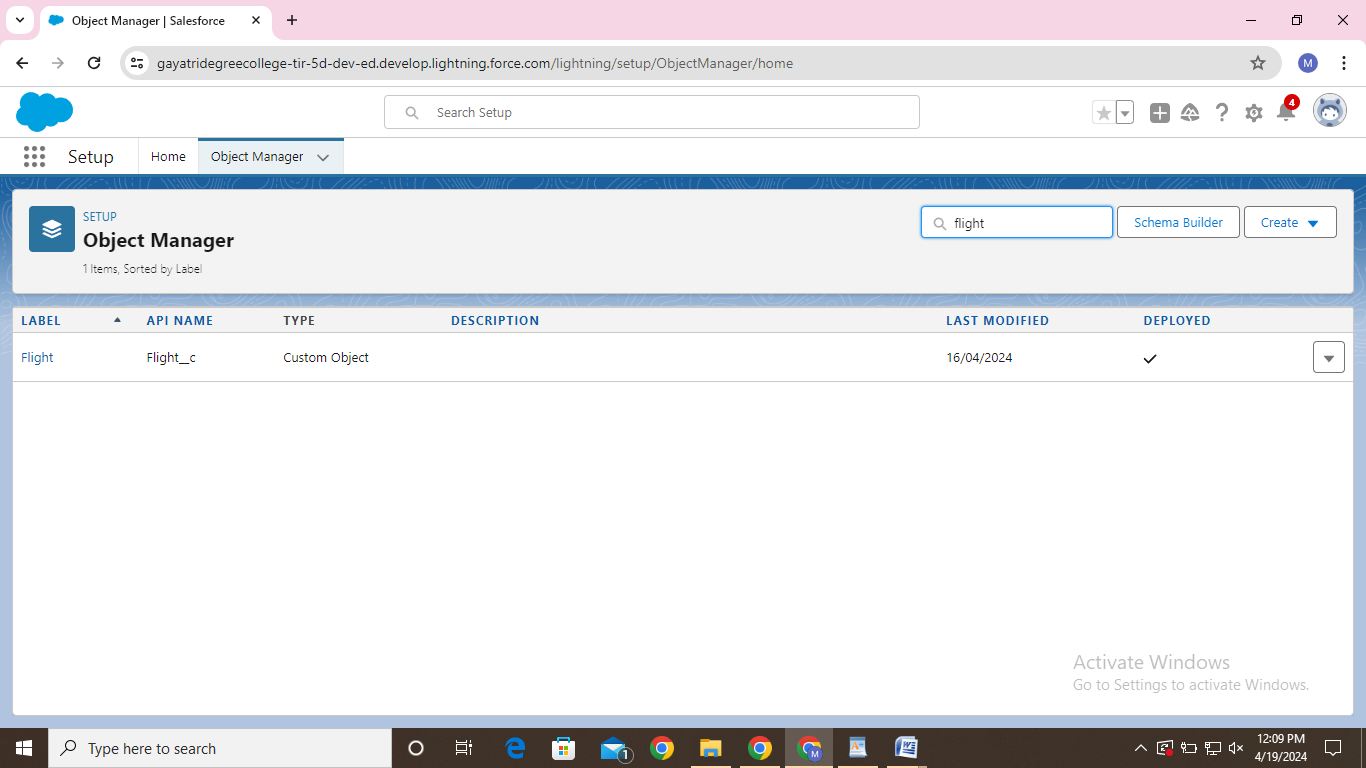 Object Manager | Salesforce
gayatridegreecollege-tir-5d-dev-ed.develop.lightning.force.com/lightning/setup/ObjectManager/home
M
Search Setup
4
Setup
Home
Object Manager
SETUP
Object Manager
1 Items, Sorted by Label
flight
Schema Builder
Create
LABEL API NAME TYPE DESCRIPTION LAST MODIFIED DEPLOYED
Flight Flight__c Custom Object 16/04/2024
Activate Windows
Go to Settings to activate Windows.
Type here to search
1
M
12:09 PM
4/19/2024